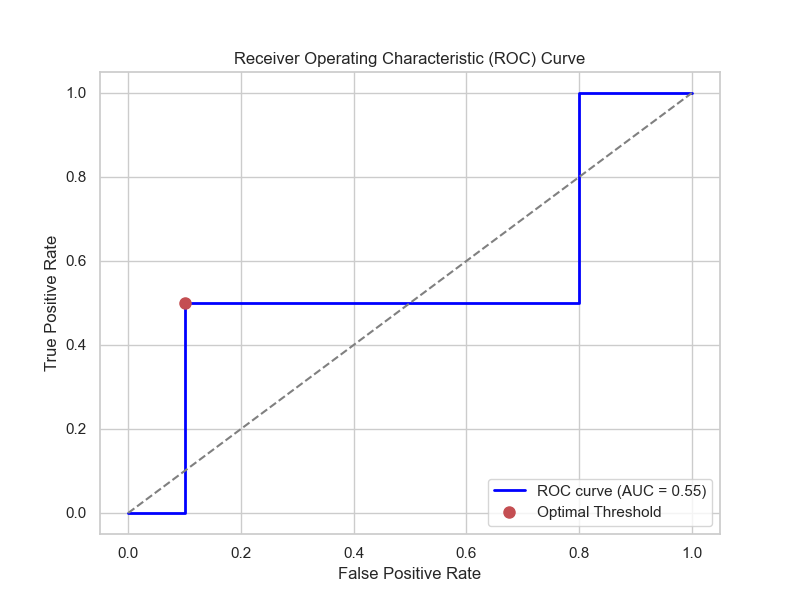 Receiver Operating Characteristic (ROC) Curve
True Positive Rate
1.0
0.8
0.6
0.4
0.2
0.0
ROC curve (AUC = 0.55)
Optimal Threshold
0.0 0.2 0.4 0.6 0.8 1.0
False Positive Rate